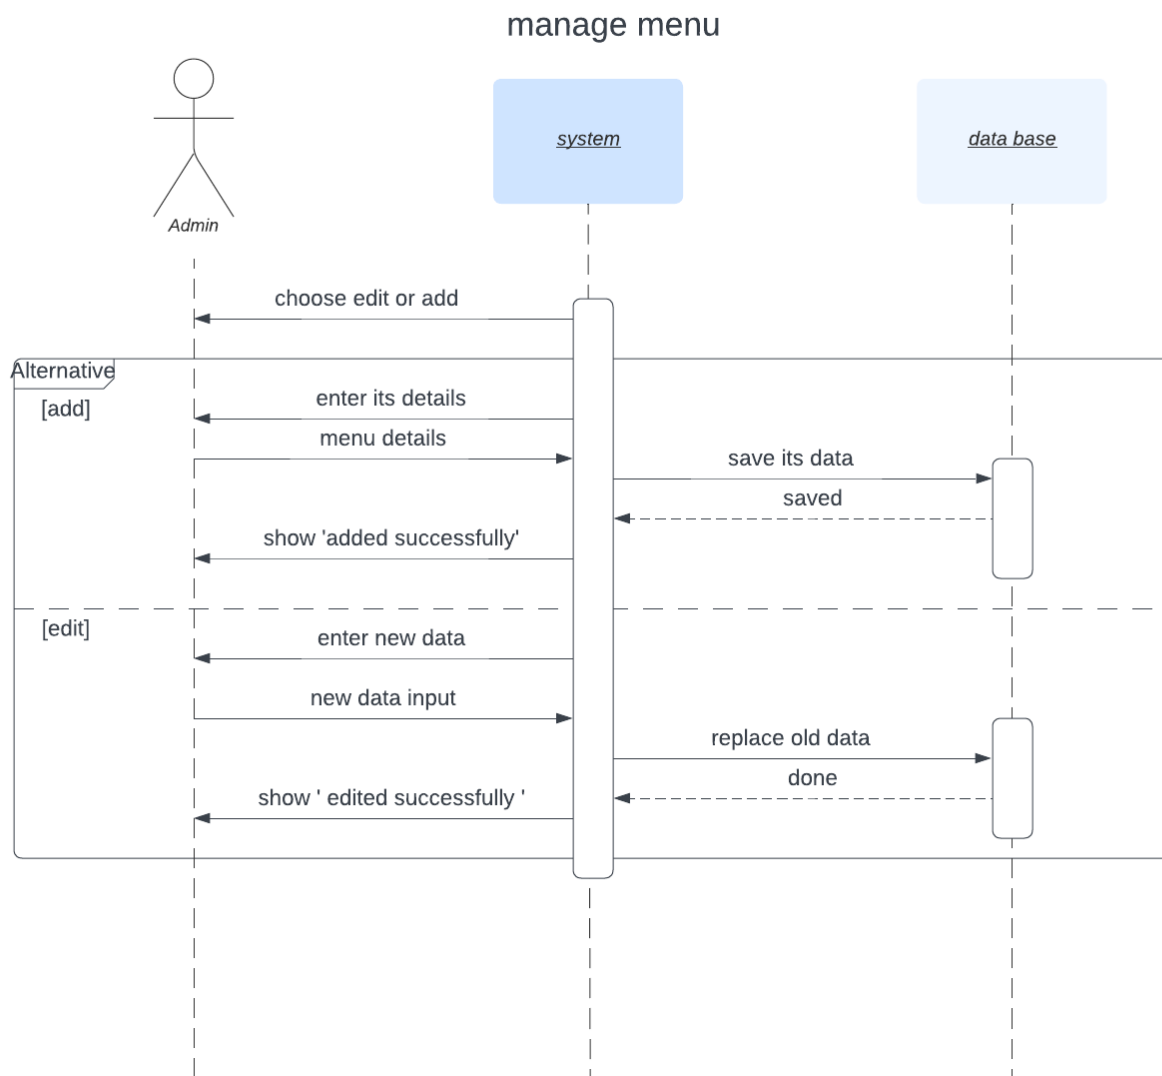 manage menu
system
data base
Admin
choose edit or add
Alternative
[add]
enter its details
menu details
save its data
saved
show 'added successfully'
[edit]
enter new data
new data input
replace old data
done
show ' edited successfully '